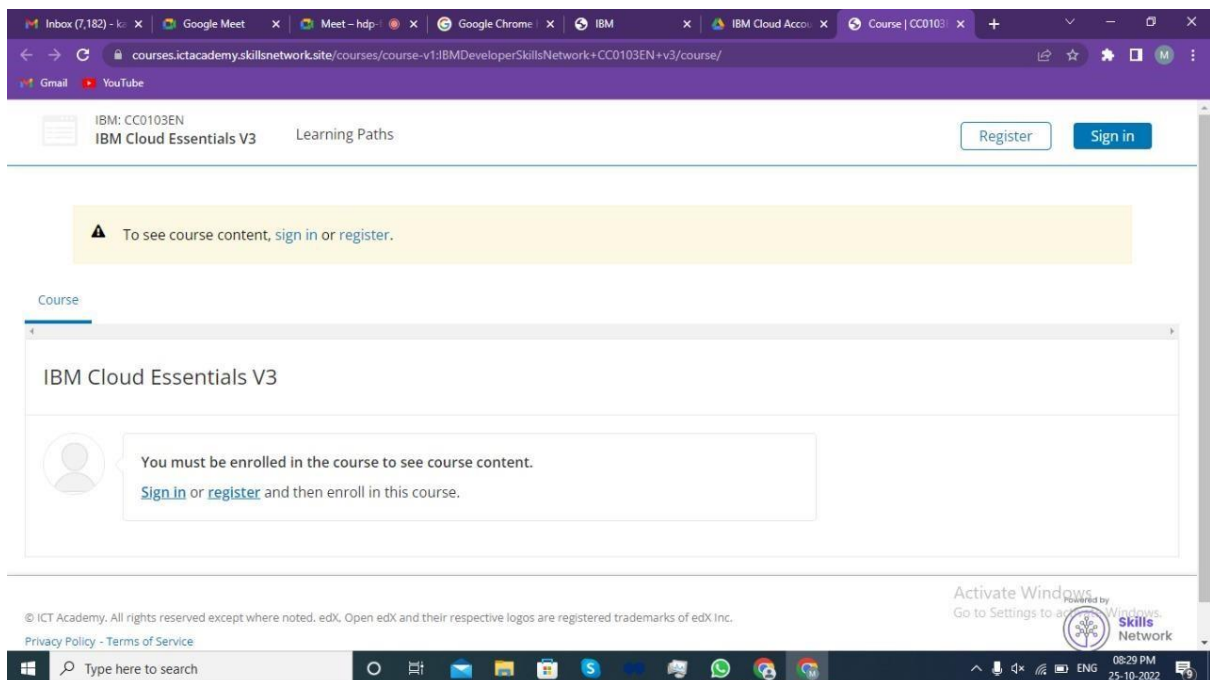 Inbox (7,182) - ka
Google Meet
Meet – hdp-
Google Chrome
IBM
IBM Cloud Accou
Course | CC0103
courses.ictacademy.skillsnetwork.site/courses/course-v1:IBMDeveloperSkillsNetwork+CC0103EN+v3/course/
M
Gmail
YouTube
IBM: CC0103EN
IBM Cloud Essentials V3
Learning Paths
Register
Sign in
To see course content, sign in or register.
Course
IBM Cloud Essentials V3
You must be enrolled in the course to see course content.
Sign in or register and then enroll in this course.
Activate Windows
Go to Settings to activate Windows.
Powered by
Skills
Network
© ICT Academy. All rights reserved except where noted. edX, Open edX and their respective logos are registered trademarks of edX Inc.
Privacy Policy - Terms of Service
Type here to search
ENG
08:29 PM
25-10-2022